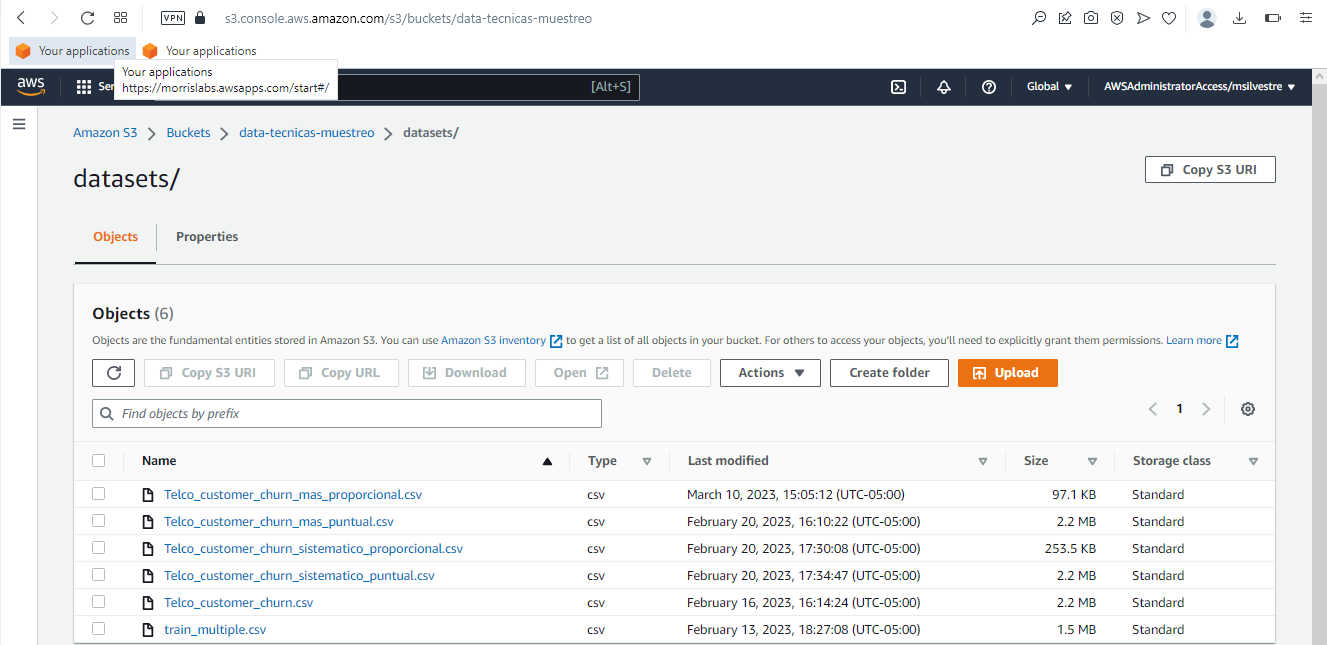 VPN s3.console.aws.amazon.com/s3/buckets/data-tecnicas-muestreo
Your applications Your applications
Your applications
https://morrislabs.awsapps.com/start#/
aws Ser [Alt+S] Global AWSAdministratorAccess/msilvestre
Amazon S3 Buckets data-tecnicas-muestreo datasets/
datasets/ Copy S3 URI
Objects Properties
Objects (6)
Objects are the fundamental entities stored in Amazon S3. You can use Amazon S3 inventory to get a list of all objects in your bucket. For others to access your objects, you'll need to explicitly grant them permissions. Learn more
Copy S3 URI Copy URL Download Open Delete Actions Create folder Upload
Find objects by prefix 1
Name Type Last modified Size Storage class
Telco_customer_churn_mas_proporcional.csv csv March 10, 2023, 15:05:12 (UTC-05:00) 97.1 KB Standard
Telco_customer_churn_mas_puntual.csv csv February 20, 2023, 16:10:22 (UTC-05:00) 2.2 MB Standard
Telco_customer_churn_sistematico_proporcional.csv csv February 20, 2023, 17:30:08 (UTC-05:00) 253.5 KB Standard
Telco_customer_churn_sistematico_puntual.csv csv February 20, 2023, 17:34:47 (UTC-05:00) 2.2 MB Standard
Telco_customer_churn.csv csv February 16, 2023, 16:14:24 (UTC-05:00) 2.2 MB Standard
train_multiple.csv csv February 13, 2023, 18:27:08 (UTC-05:00) 1.5 MB Standard